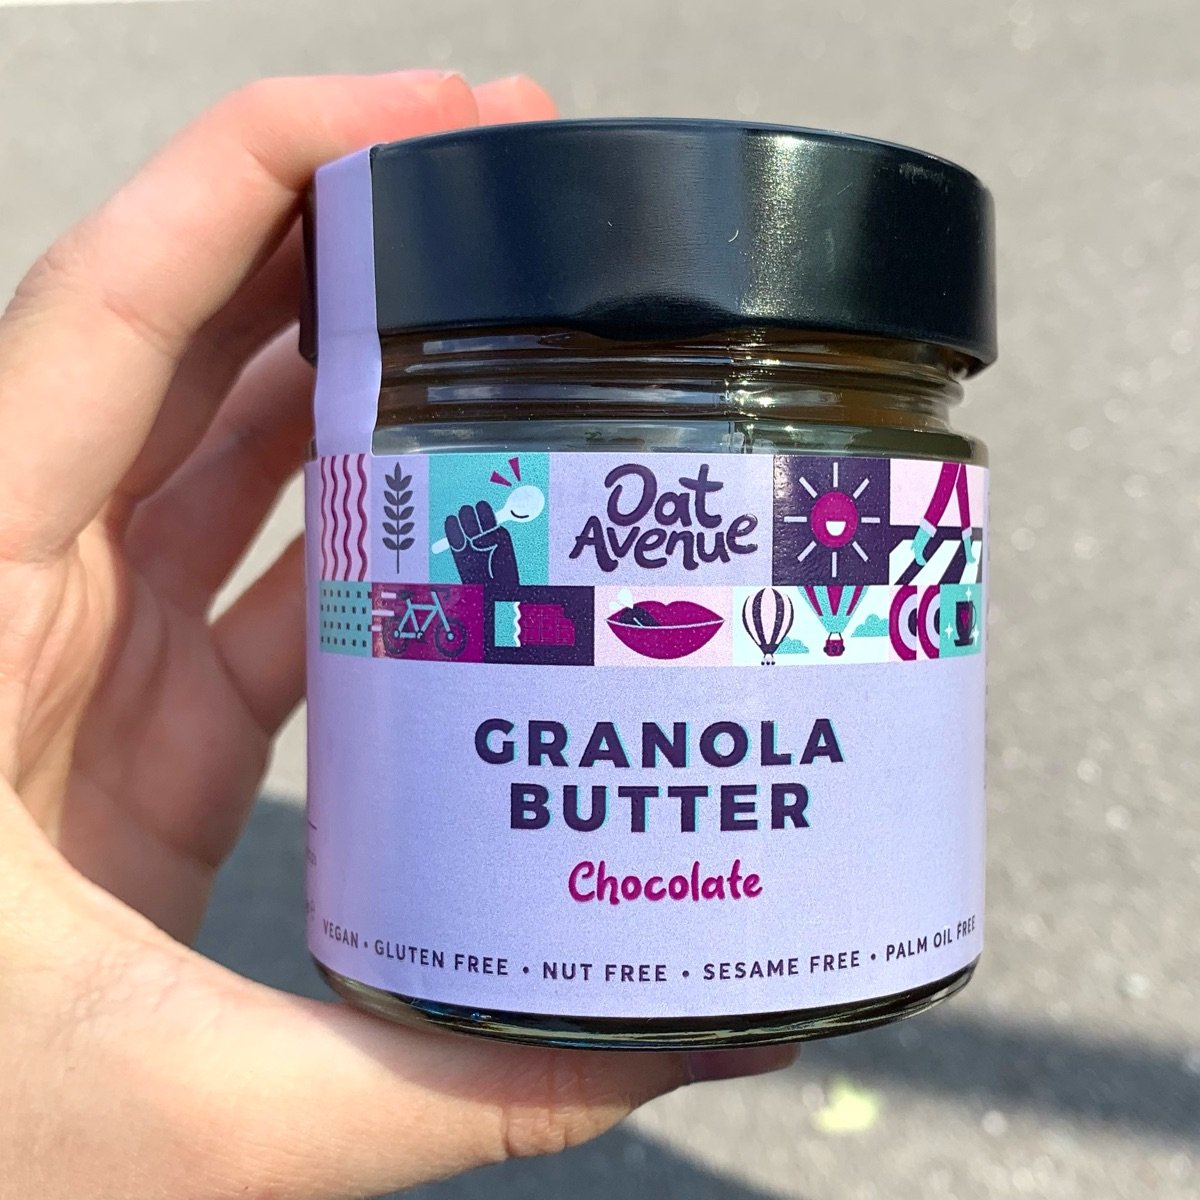 Oat
Avenue
GRANOLA
BUTTER
Chocolate
VEGAN • GLUTEN FREE • NUT FREE • SESAME FREE • PALM OIL FREE